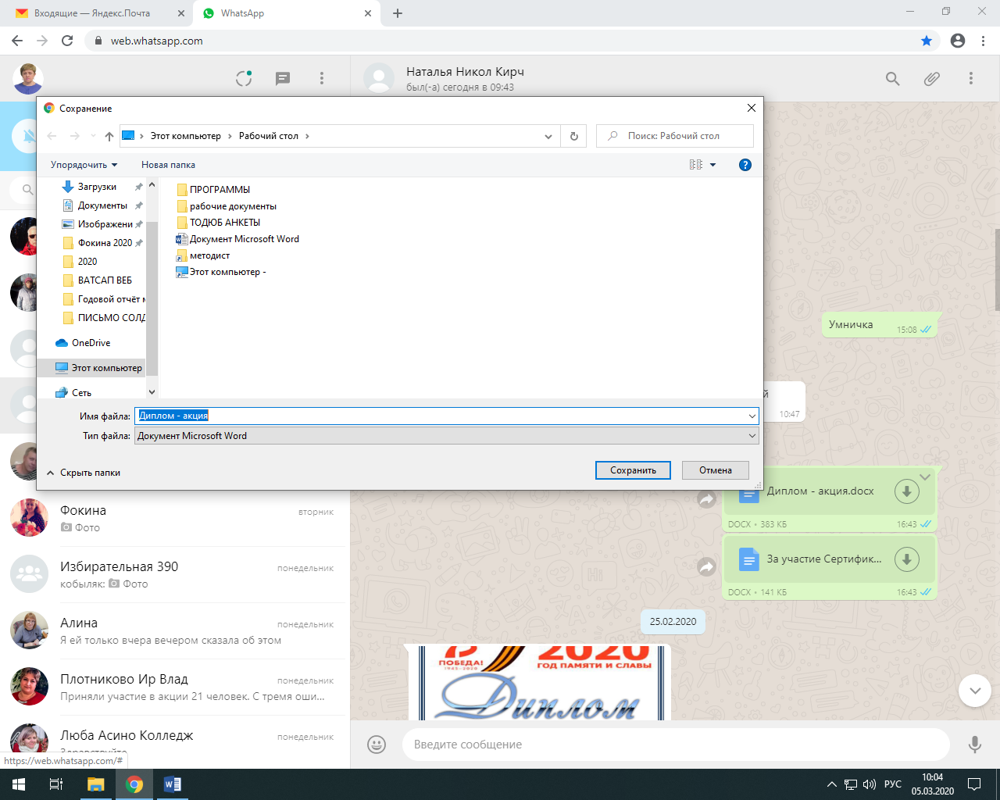 Входящие — Яндекс.Почта
WhatsApp
web.whatsapp.com
Наталья Никол Кирч
был(-а) сегодня в 09:43
Сохранение
Этот компьютер
Рабочий стол
Поиск: Рабочий стол
Упорядочить
Новая папка
Загрузки
Документы
Изображени
Фокина 2020
2020
ВАТСАП ВЕБ
Годовой отчёт м
ПИСЬМО СОЛД
OneDrive
Этот компьютер
Сеть
ПРОГРАММЫ
рабочие документы
ТОДЮБ АНКЕТЫ
Документ Microsoft Word
методист
Этот компьютер -
Имя файла: Диплом - акция
Тип файла: Документ Microsoft Word
Скрыть папки
Сохранить
Отмена
Умничка
15:08
й
10:47
Диплом - акция.docx
DOCX • 383 КБ
16:43
За участие Сертифик...
DOCX • 141 КБ
16:43
25.02.2020
ПОБЕДА!
1945-2020
2020
ГОД ПАМЯТИ И СЛАВЫ
Диплом
Введите сообщение
Фокина
вторник
Фото
Избирательная 390
понедельник
кобыляк: Фото
Алина
понедельник
Я ей только вчера вечером сказала об этом
Плотниково Ир Влад
понедельник
Приняли участие в акции 21 человек. С тремя оши...
Люба Асино Колледж
понедельник
Здравствуйте
https://web.whatsapp.com/#
РУС
10:04
05.03.2020